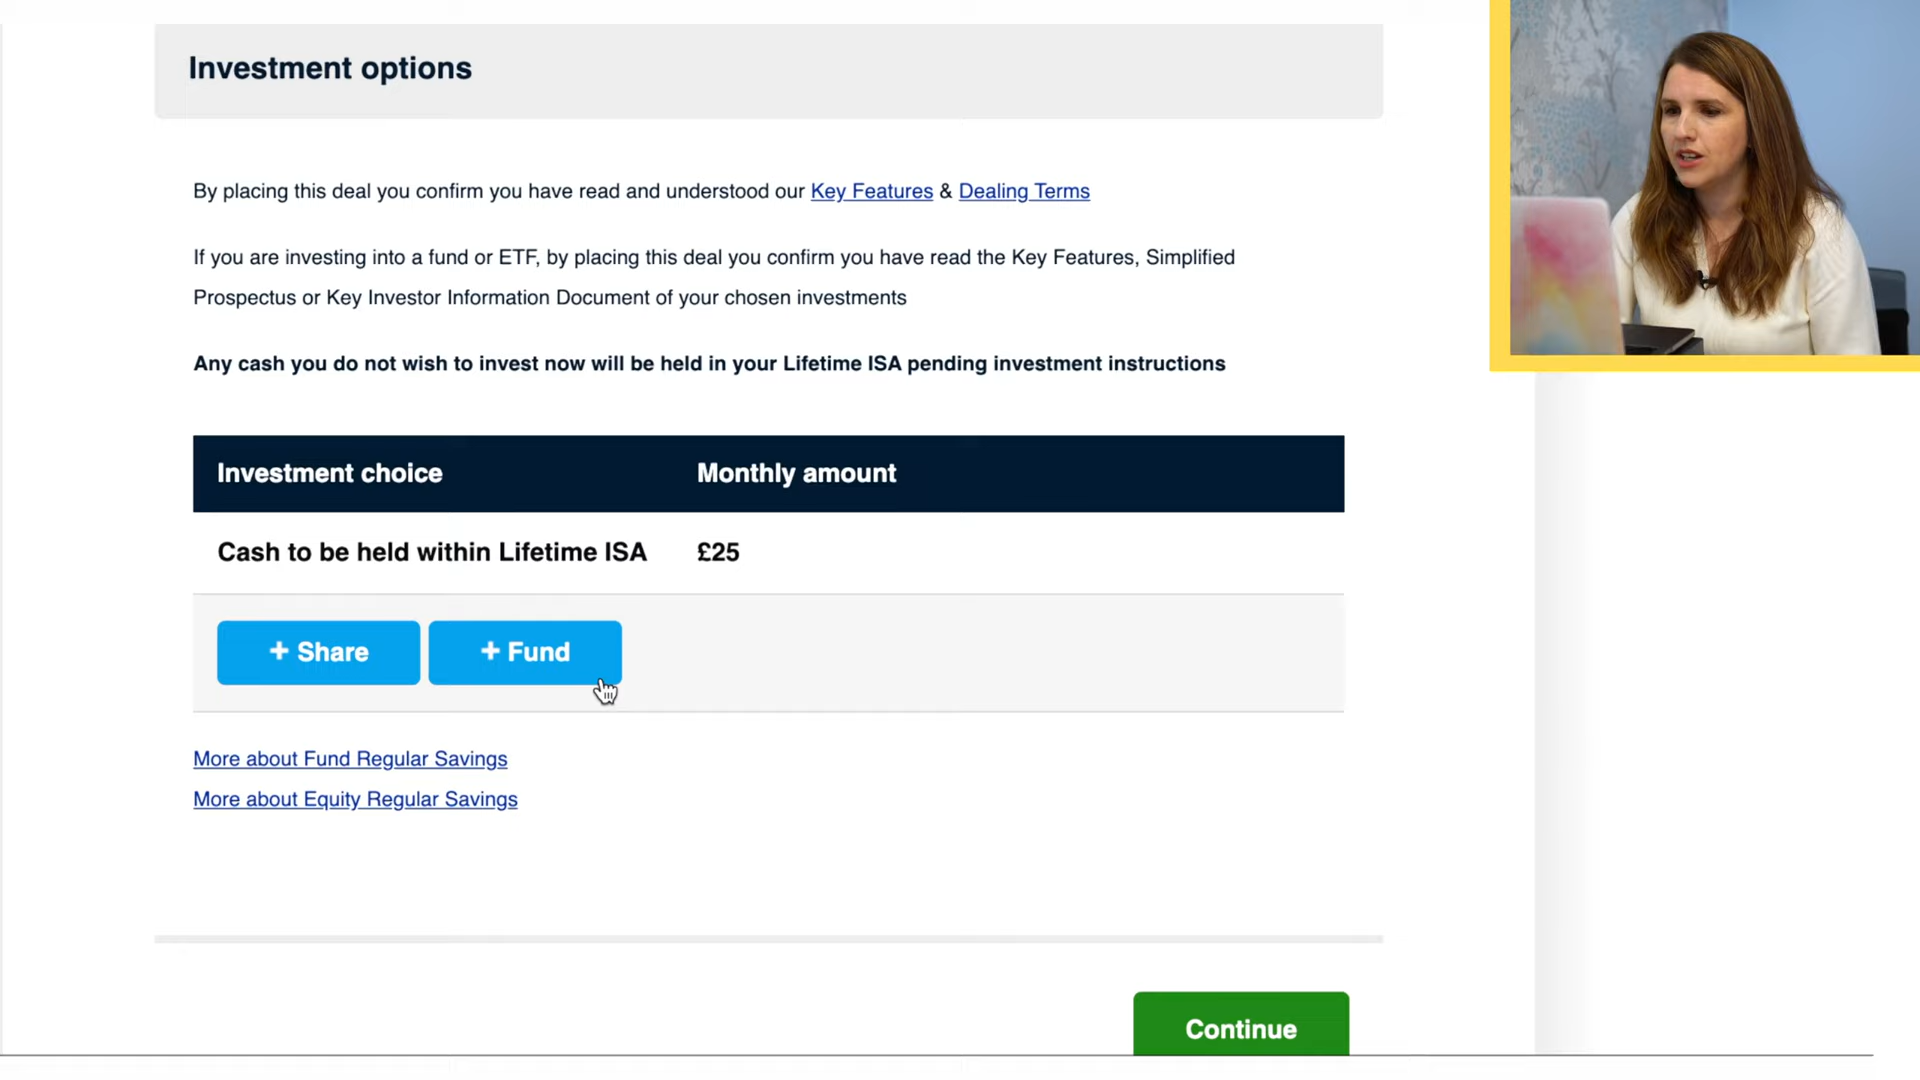 Investment options
By placing this deal you confirm you have read and understood our Key Features & Dealing Terms
If you are investing into a fund or ETF, by placing this deal you confirm you have read the Key Features, Simplified
Prospectus or Key Investor Information Document of your chosen investments
Any cash you do not wish to invest now will be held in your Lifetime ISA pending investment instructions
Investment choice Monthly amount
Cash to be held within Lifetime ISA £25
+ Share + Fund
More about Fund Regular Savings
More about Equity Regular Savings
Continue